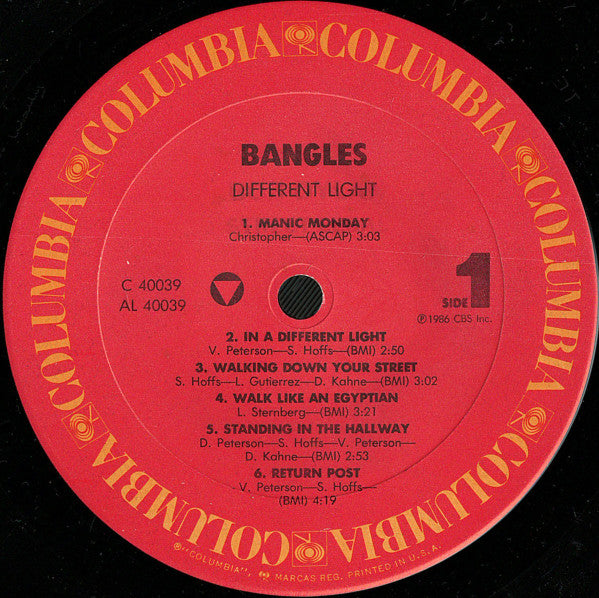 COLUMBIA COLUMBIA COLUMBIA COLUMBIA COLUMBIA COLUMBIA COLUMBIA COLUMBIA
BANGLES
DIFFERENT LIGHT
1. MANIC MONDAY
Christopher—(ASCAP) 3:03
C 40039
AL 40039
SIDE 1
℗1986 CBS Inc.
2. IN A DIFFERENT LIGHT
V. Peterson—S. Hoffs—(BMI) 2:50
3. WALKING DOWN YOUR STREET
S. Hoffs—L. Gutierrez—D. Kahne—(BMI) 3:02
4. WALK LIKE AN EGYPTIAN
L. Sternberg—(BMI) 3:21
5. STANDING IN THE HALLWAY
D. Peterson—S. Hoffs—V. Peterson—
D. Kahne—(BMI) 2:53
6. RETURN POST
V. Peterson—S. Hoffs—
(BMI) 4:19
®"COLUMBIA", MARCAS REG. PRINTED IN U.S.A.